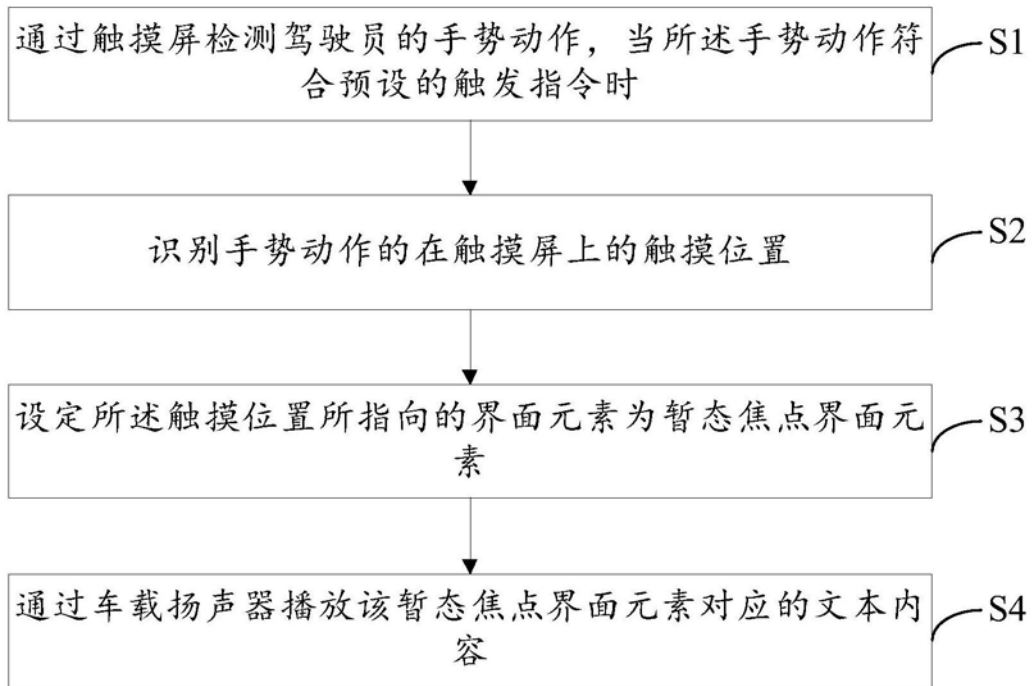 通过触摸屏检测驾驶员的手势动作，当所述手势动作符
合预设的触发指令时
S1
识别手势动作的在触摸屏上的触摸位置
S2
设定所述触摸位置所指向的界面元素为暂态焦点界面元
素
S3
通过车载扬声器播放该暂态焦点界面元素对应的文本内
容
S4